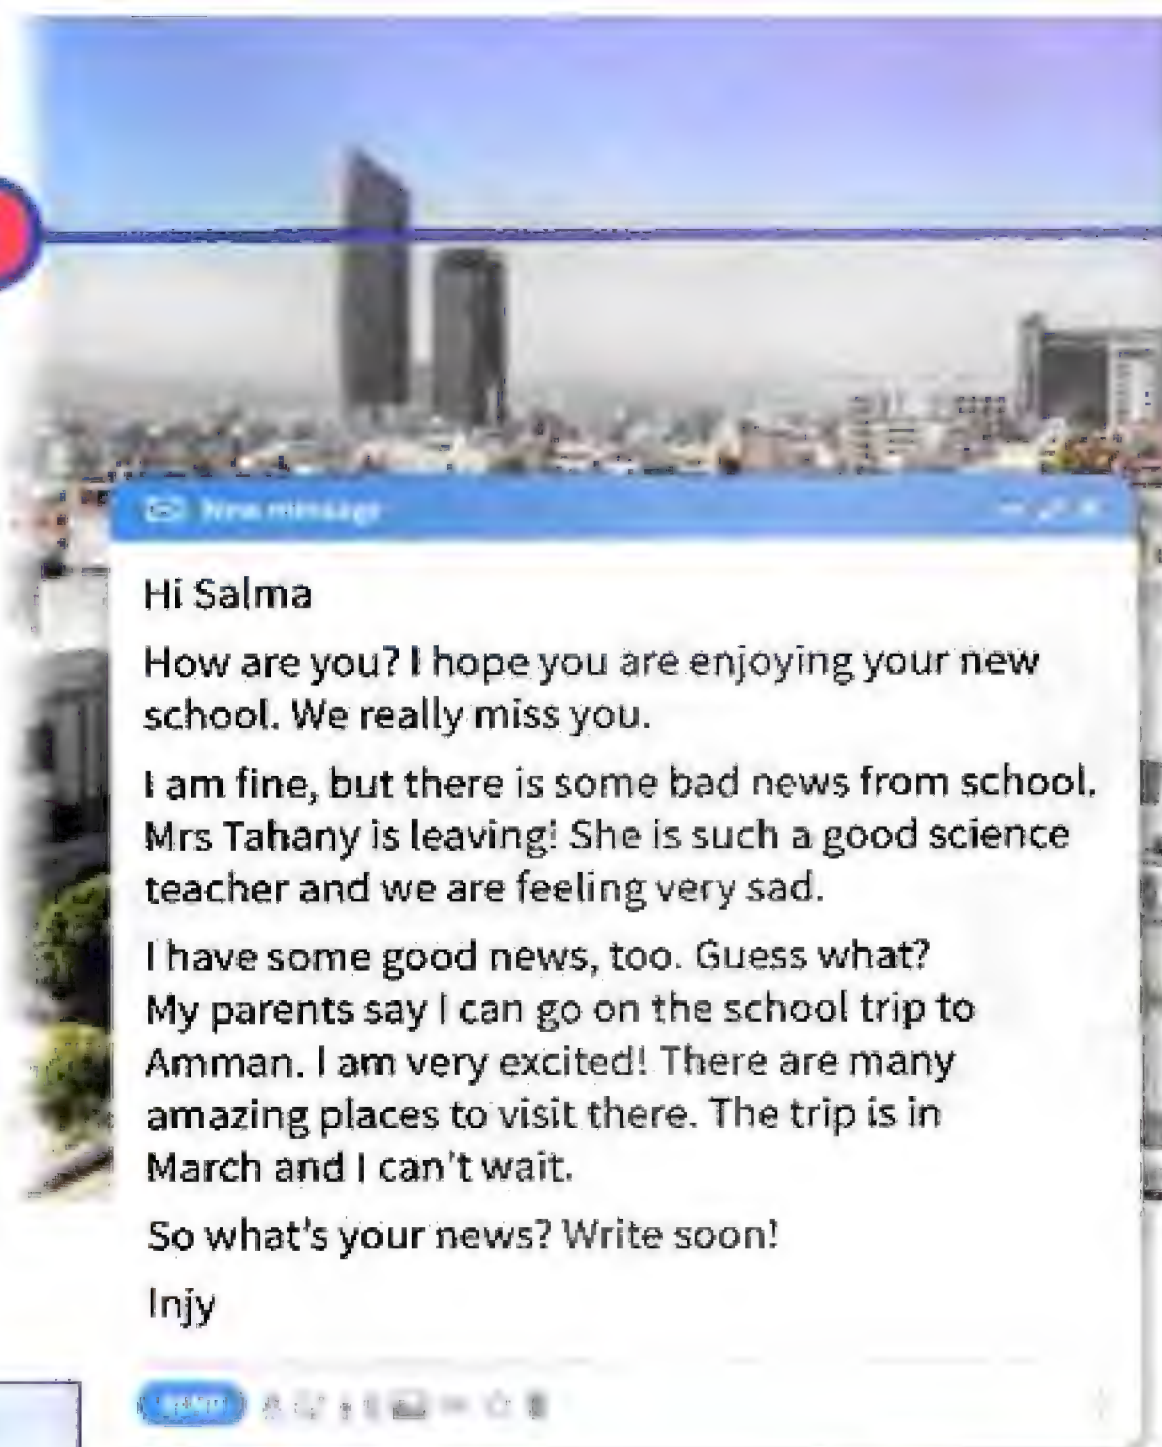 New message
Hi Salma
How are you? I hope you are enjoying your new
school. We really miss you.
I am fine, but there is some bad news from school.
Mrs Tahany is leaving! She is such a good science
teacher and we are feeling very sad.
I have some good news, too. Guess what?
My parents say I can go on the school trip to
Amman. I am very excited! There are many
amazing places to visit there. The trip is in
March and I can't wait.
So what's your news? Write soon!
Injy